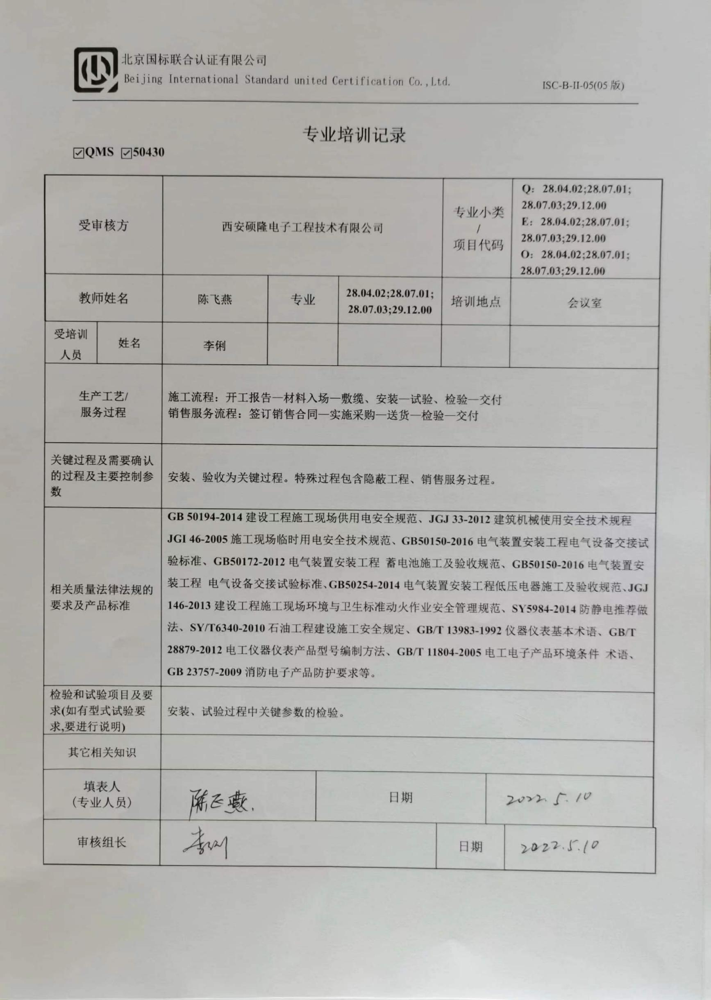 北京国标联合认证有限公司
Beijing International Standard united Certification Co.,Ltd.
ISC-B-II-05(05 版)
专业培训记录
☑QMS ☑50430
受审核方
西安硕隆电子工程技术有限公司
专业小类
/
项目代码
Q：28.04.02;28.07.01;
28.07.03;29.12.00
E：28.04.02;28.07.01;
28.07.03;29.12.00
O：28.04.02;28.07.01;
28.07.03;29.12.00
教师姓名
陈飞燕
专业
28.04.02;28.07.01;
28.07.03;29.12.00
培训地点
会议室
受培训
人员
姓名
李俐
生产工艺/
服务过程
施工流程：开工报告—材料入场—敷缆、安装—试验、检验—交付
销售服务流程：签订销售合同—实施采购—送货—检验—交付
关键过程及需要确认
的过程及主要控制参
数
安装、验收为关键过程。特殊过程包含隐蔽工程、销售服务过程。
相关质量法律法规的
要求及产品标准
GB 50194-2014 建设工程施工现场供用电安全规范、JGJ 33-2012 建筑机械使用安全技术规程
JGI 46-2005 施工现场临时用电安全技术规范、GB50150-2016 电气装置安装工程电气设备交接试
验标准、GB50172-2012 电气装置安装工程 蓄电池施工及验收规范、GB50150-2016 电气装置安
装工程 电气设备交接试验标准、GB50254-2014 电气装置安装工程低压电器施工及验收规范、JGJ
146-2013 建设工程施工现场环境与卫生标准动火作业安全管理规范、SY5984-2014 防静电推荐做
法、SY/T6340-2010 石油工程建设施工安全规定、GB/T 13983-1992 仪器仪表基本术语、GB/T
28879-2012 电工仪器仪表产品型号编制方法、GB/T 11804-2005 电工电子产品环境条件 术语、
GB 23757-2009 消防电子产品防护要求等。
检验和试验项目及要
求(如有型式试验要
求,要进行说明)
安装、试验过程中关键参数的检验。
其它相关知识
填表人
（专业人员）
陈飞燕.
日期
2022.5.10
审核组长
李俐
日期
2022.5.10